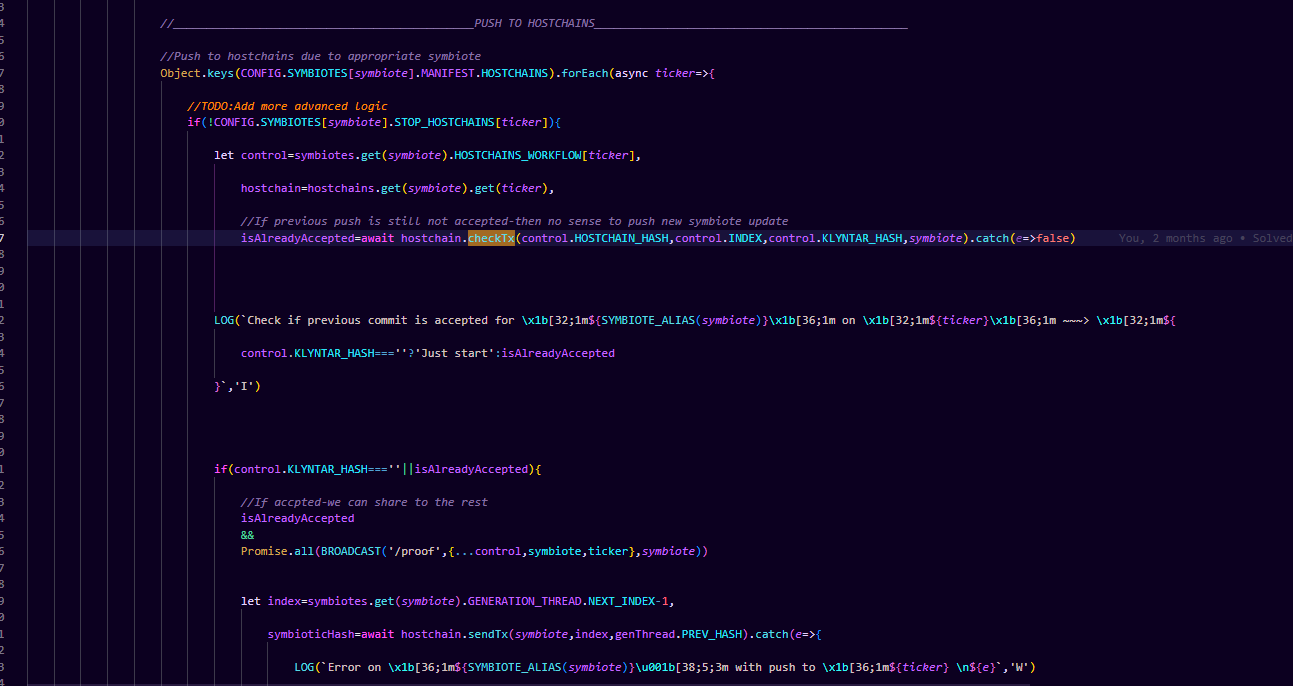 //_____________________________________________PUSH TO HOSTCHAINS_______________________________________________
//Push to hostchains due to appropriate symbiote
Object.keys(CONFIG.SYMBIOTES[symbiote].MANIFEST.HOSTCHAINS).forEach(async ticker=>{
//TODO:Add more advanced logic
if(!CONFIG.SYMBIOTES[symbiote].STOP_HOSTCHAINS[ticker]){
let control=symbiotes.get(symbiote).HOSTCHAINS_WORKFLOW[ticker],
hostchain=hostchains.get(symbiote).get(ticker),
//If previous push is still not accepted-then no sense to push new symbiote update
isAlreadyAccepted=await hostchain.checkTx(control.HOSTCHAIN_HASH,control.INDEX,control.KLYNTAR_HASH,symbiote).catch(e=>false) You, 2 months ago • Solved
LOG(`Check if previous commit is accepted for \x1b[32;1m${SYMBIOTE_ALIAS(symbiote)}\x1b[36;1m on \x1b[32;1m${ticker}\x1b[36;1m ~~~> \x1b[32;1m${
control.KLYNTAR_HASH===''?'Just start':isAlreadyAccepted
}`,'I')
if(control.KLYNTAR_HASH===''||isAlreadyAccepted){
//If accpted-we can share to the rest
isAlreadyAccepted
&&
Promise.all(BROADCAST('/proof',{...control,symbiote,ticker},symbiote))
let index=symbiotes.get(symbiote).GENERATION_THREAD.NEXT_INDEX-1,
symbioticHash=await hostchain.sendTx(symbiote,index,genThread.PREV_HASH).catch(e=>{
LOG(`Error on \x1b[36;1m${SYMBIOTE_ALIAS(symbiote)}\u001b[38;5;3m with push to \x1b[36;1m${ticker} \n${e}`,'W')